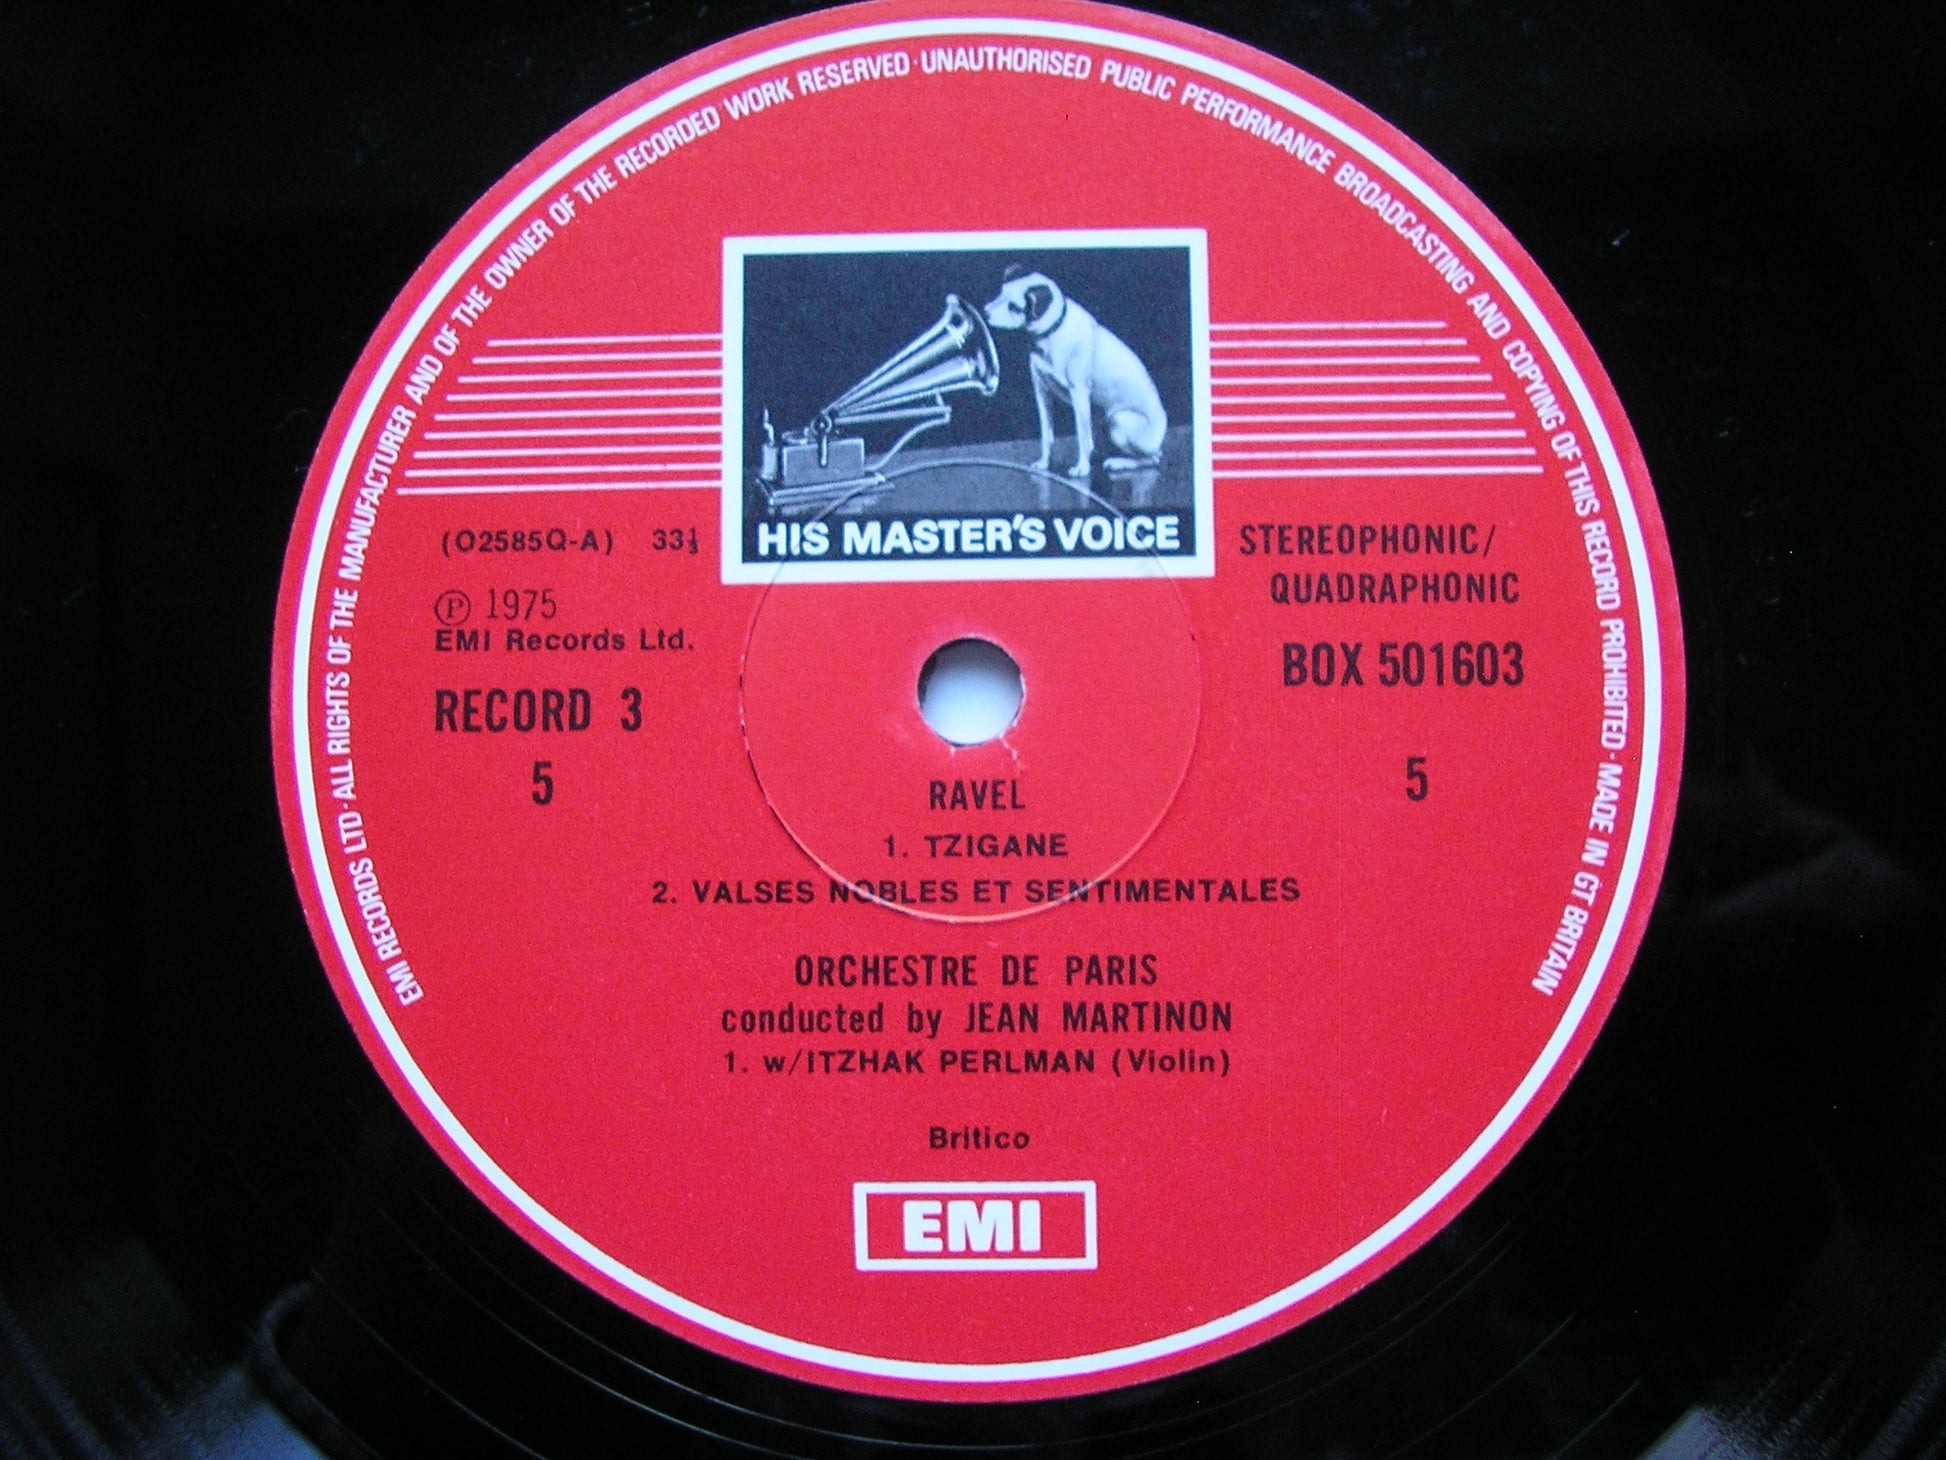 EMI RECORDS LTD·ALL RIGHTS OF THE MANUFACTURER AND OF THE OWNER OF THE RECORDED WORK RESERVED·UNAUTHORISED PUBLIC PERFORMANCE BROADCASTING AND COPYING OF THIS RECORD PROHIBITED·MADE IN GT BRITAIN
HIS MASTER'S VOICE
(O2585Q-A) 33⅓
STEREOPHONIC/
QUADRAPHONIC
℗ 1975
EMI Records Ltd.
BOX 501603
RECORD 3
5
5
RAVEL
1. TZIGANE
2. VALSES NOBLES ET SENTIMENTALES
ORCHESTRE DE PARIS
conducted by JEAN MARTINON
1. w/ITZHAK PERLMAN (Violin)
Britico
EMI